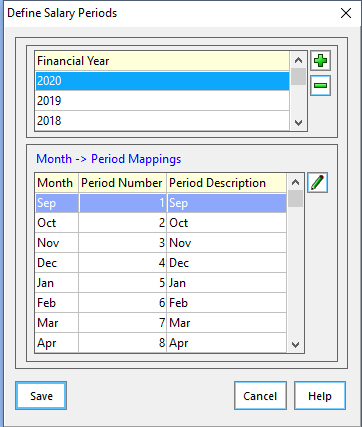 Define Salary Periods
Financial Year
2020
2019
2018
Month -> Period Mappings
Month Period Number Period Description
Sep 1 Sep
Oct 2 Oct
Nov 3 Nov
Dec 4 Dec
Jan 5 Jan
Feb 6 Feb
Mar 7 Mar
Apr 8 Apr
Save Cancel Help